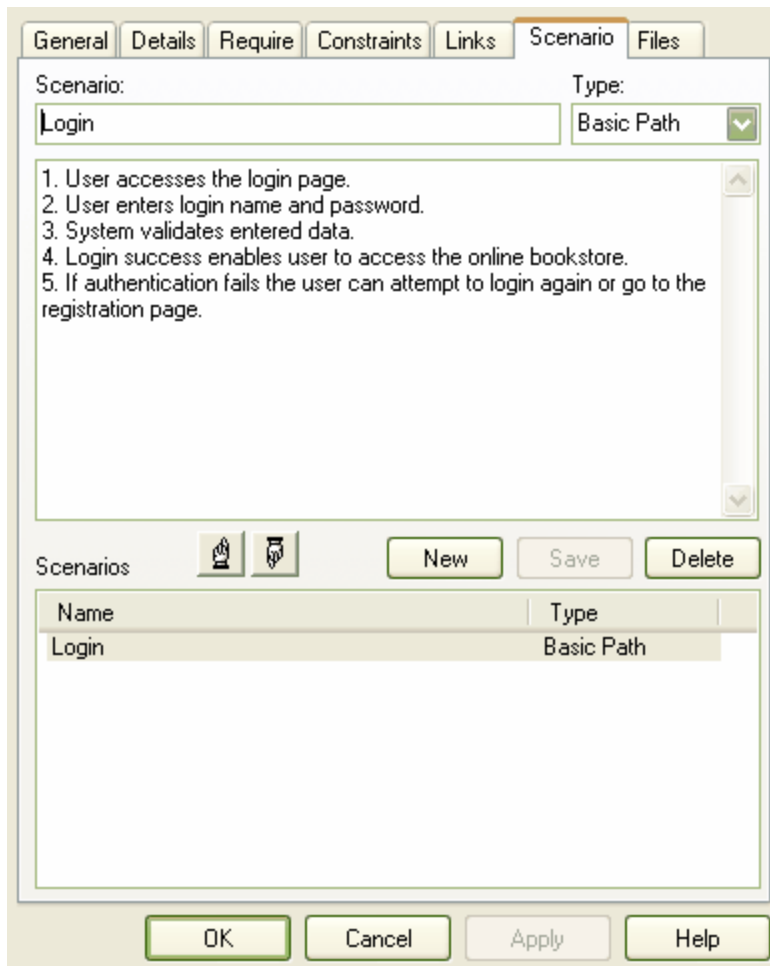 General Details Require Constraints Links Scenario Files
Scenario: Type:
Login Basic Path
1. User accesses the login page.
2. User enters login name and password.
3. System validates entered data.
4. Login success enables user to access the online bookstore.
5. If authentication fails the user can attempt to login again or go to the
registration page.
Scenarios New Save Delete
Name Type
Login Basic Path
OK Cancel Apply Help